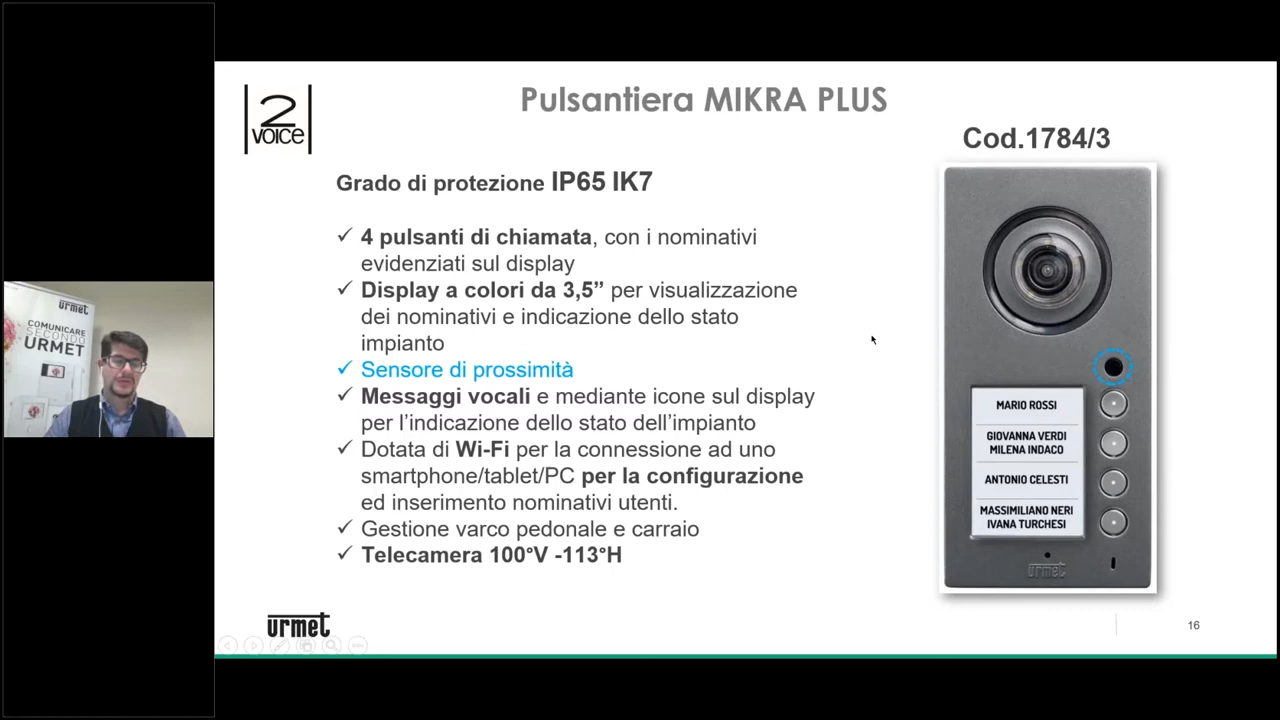 2
VOICE
Pulsantiera MIKRA PLUS
Cod.1784/3
Grado di protezione IP65 IK7
✓ 4 pulsanti di chiamata, con i nominativi
evidenziati sul display
✓ Display a colori da 3,5” per visualizzazione
dei nominativi e indicazione dello stato
impianto
✓ Sensore di prossimità
✓ Messaggi vocali e mediante icone sul display
per l’indicazione dello stato dell’impianto
✓ Dotata di Wi-Fi per la connessione ad uno
smartphone/tablet/PC per la configurazione
ed inserimento nominativi utenti.
✓ Gestione varco pedonale e carraio
✓ Telecamera 100°V -113°H
MARIO ROSSI
GIOVANNA VERDI
MILENA INDACO
ANTONIO CELESTI
MASSIMILIANO NERI
IVANA TURCHESI
urmet
urmet
COMUNICARE
SECONDO
URMET
urmet
16